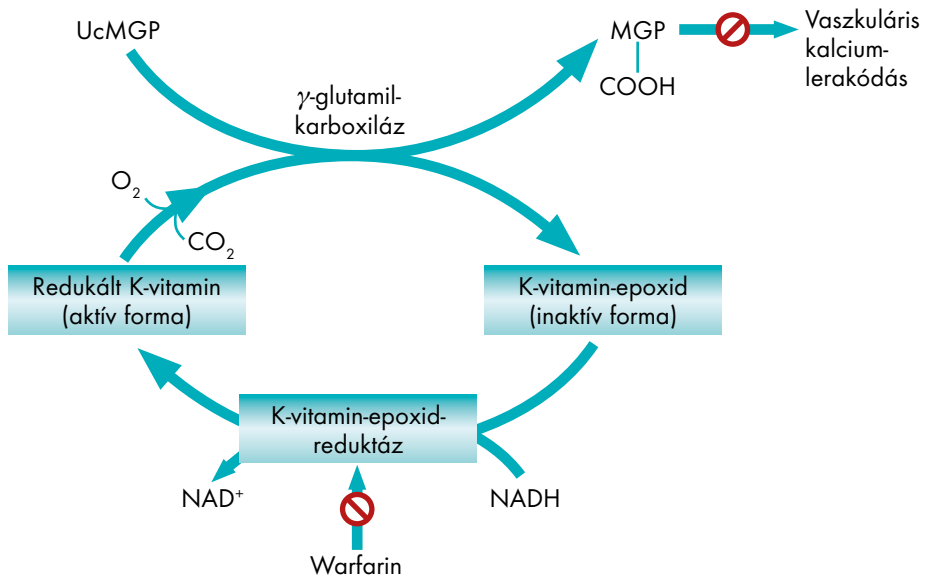 UcMGP
MGP
COOH
Vaszkuláris
kalcium-
lerakódás
γ-glutamil-
karboxiláz
O₂
CO₂
Redukált K-vitamin
(aktív forma)
K-vitamin-epoxid
(inaktív forma)
K-vitamin-epoxid-
reduktáz
NAD⁺
NADH
Warfarin